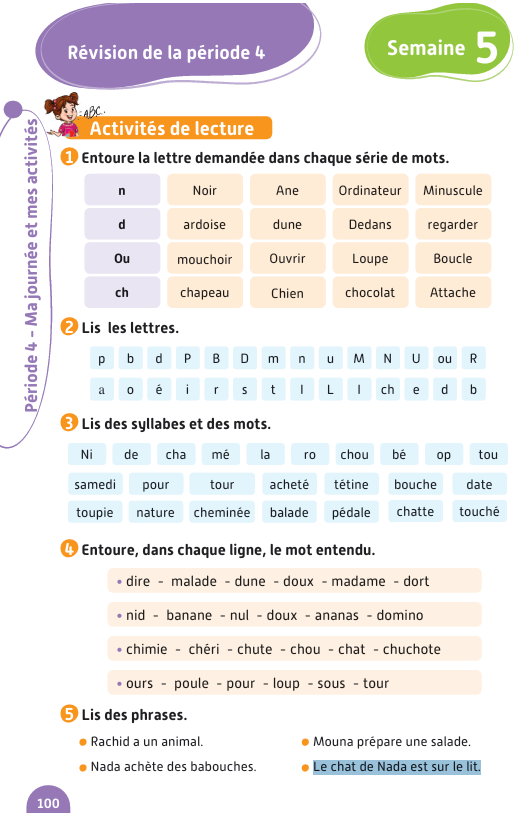 Révision de la période 4
Semaine 5
Période 4 - Ma journée et mes activités
ABC.
Activités de lecture
1 Entoure la lettre demandée dans chaque série de mots.
n Noir Ane Ordinateur Minuscule
d ardoise dune Dedans regarder
Ou mouchoir Ouvrir Loupe Boucle
ch chapeau Chien chocolat Attache
2 Lis les lettres.
p b d P B D m n u M N U ou R
a o é i r s t l L l ch e d b
3 Lis des syllabes et des mots.
Ni de cha mé la ro chou bé op tou
samedi pour tour acheté tétine bouche date
toupie nature cheminée balade pédale chatte touché
4 Entoure, dans chaque ligne, le mot entendu.
• dire - malade - dune - doux - madame - dort
• nid - banane - nul - doux - ananas - domino
• chimie - chéri - chute - chou - chat - chuchote
• ours - poule - pour - loup - sous - tour
5 Lis des phrases.
● Rachid a un animal. ● Mouna prépare une salade.
● Nada achète des babouches. ● Le chat de Nada est sur le lit.
100